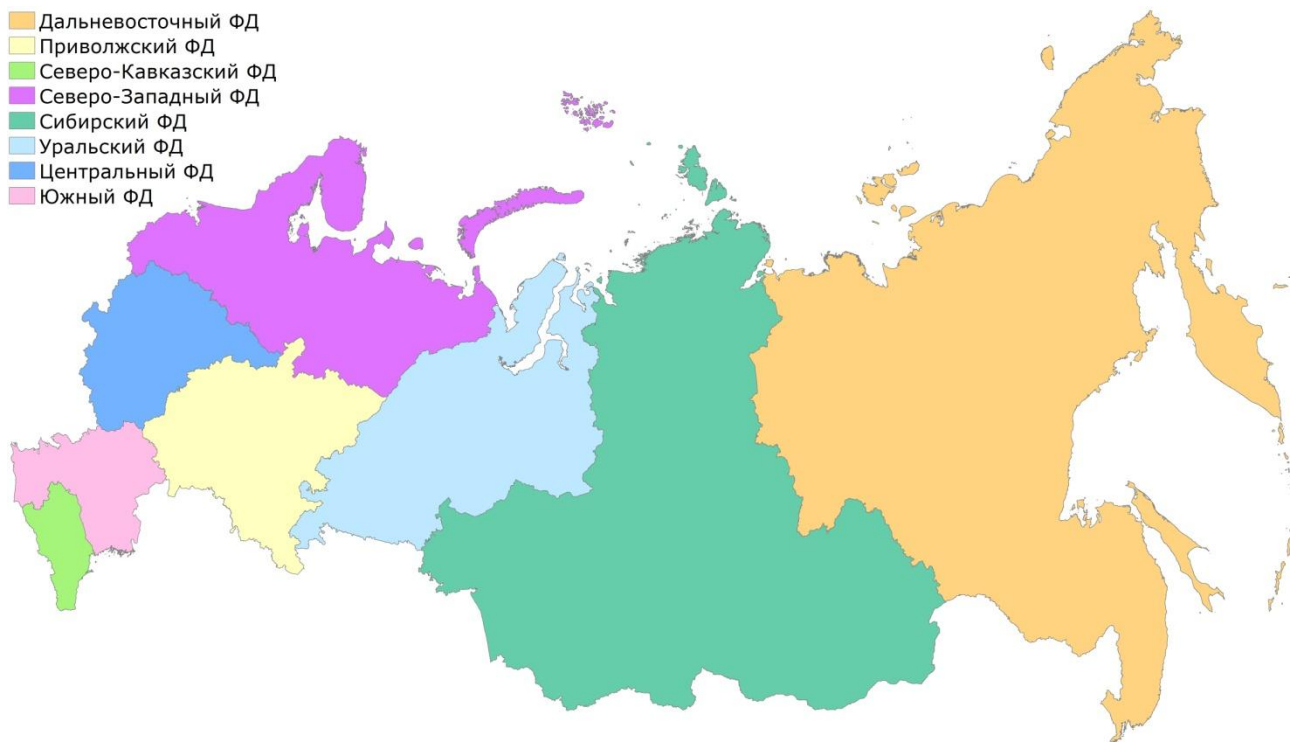 Дальневосточный ФД
Приволжский ФД
Северо-Кавказский ФД
Северо-Западный ФД
Сибирский ФД
Уральский ФД
Центральный ФД
Южный ФД